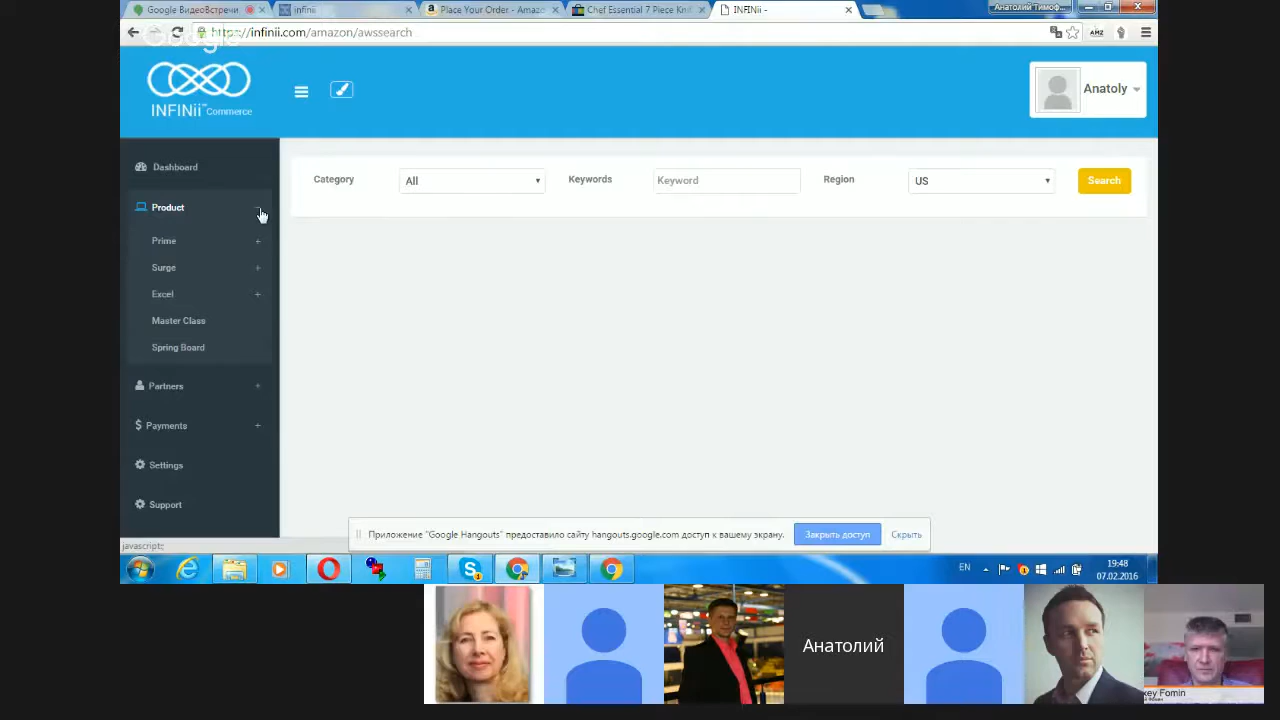 Google ВидеоВстречи
infinii
Place Your Order - Amazo
Chef Essential 7 Piece Kni
INFINii -
Анатолий Тимоф...
https://infinii.com/amazon/awssearch
Google
INFINii™ Commerce
Anatoly
Dashboard
Product
Prime
Surge
Excel
Master Class
Spring Board
Partners
Payments
Settings
Support
Category
All
Keywords
Keyword
Region
US
Search
Приложение "Google Hangouts" предоставило сайту hangouts.google.com доступ к вашему экрану.
Закрыть доступ
Скрыть
javascript:;
EN
19:48
07.02.2016
Анатолий
xey Fomin